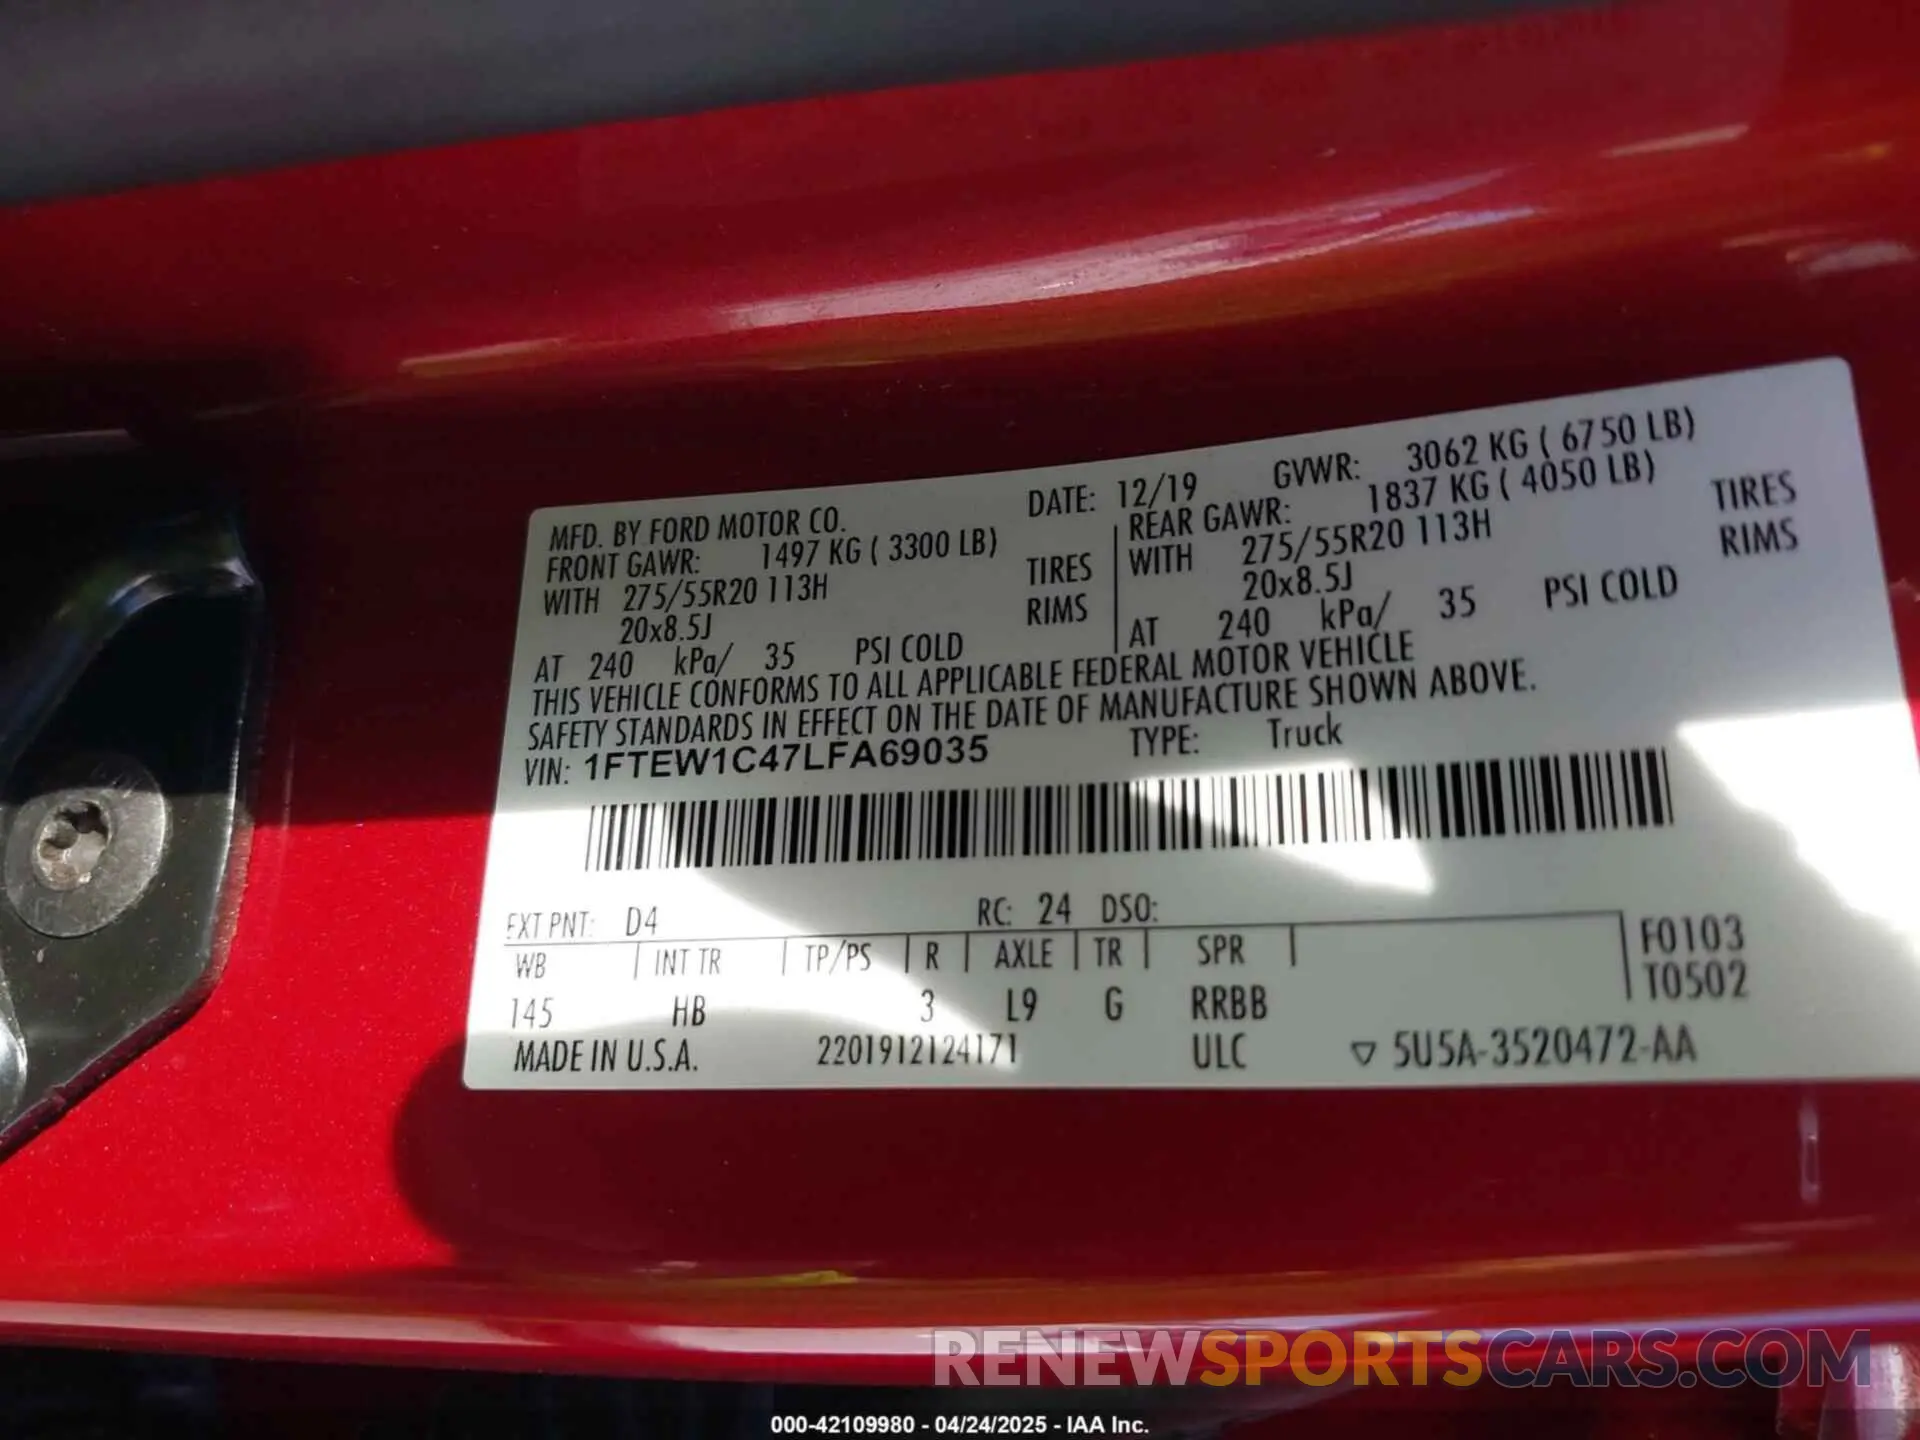 MFD. BY FORD MOTOR CO.
DATE: 12/19
GVWR: 3062 KG ( 6750 LB)
FRONT GAWR: 1497 KG ( 3300 LB)
REAR GAWR: 1837 KG ( 4050 LB)
WITH 275/55R20 113H TIRES
WITH 275/55R20 113H TIRES
20x8.5J RIMS
20x8.5J RIMS
AT 240 kPa/ 35 PSI COLD
AT 240 kPa/ 35 PSI COLD
THIS VEHICLE CONFORMS TO ALL APPLICABLE FEDERAL MOTOR VEHICLE
SAFETY STANDARDS IN EFFECT ON THE DATE OF MANUFACTURE SHOWN ABOVE.
VIN: 1FTEW1C47LFA69035
TYPE: Truck
EXT PNT: D4 RC: 24 DSO:
WB INT TR TP/PS R AXLE TR SPR F0103
T0502
145 HB 3 L9 G RRBB
MADE IN U.S.A. 2201912124171 ULC ▽ 5U5A-3520472-AA
RENEWSPORTSCARS.COM
000-42109980 - 04/24/2025 - IAA Inc.